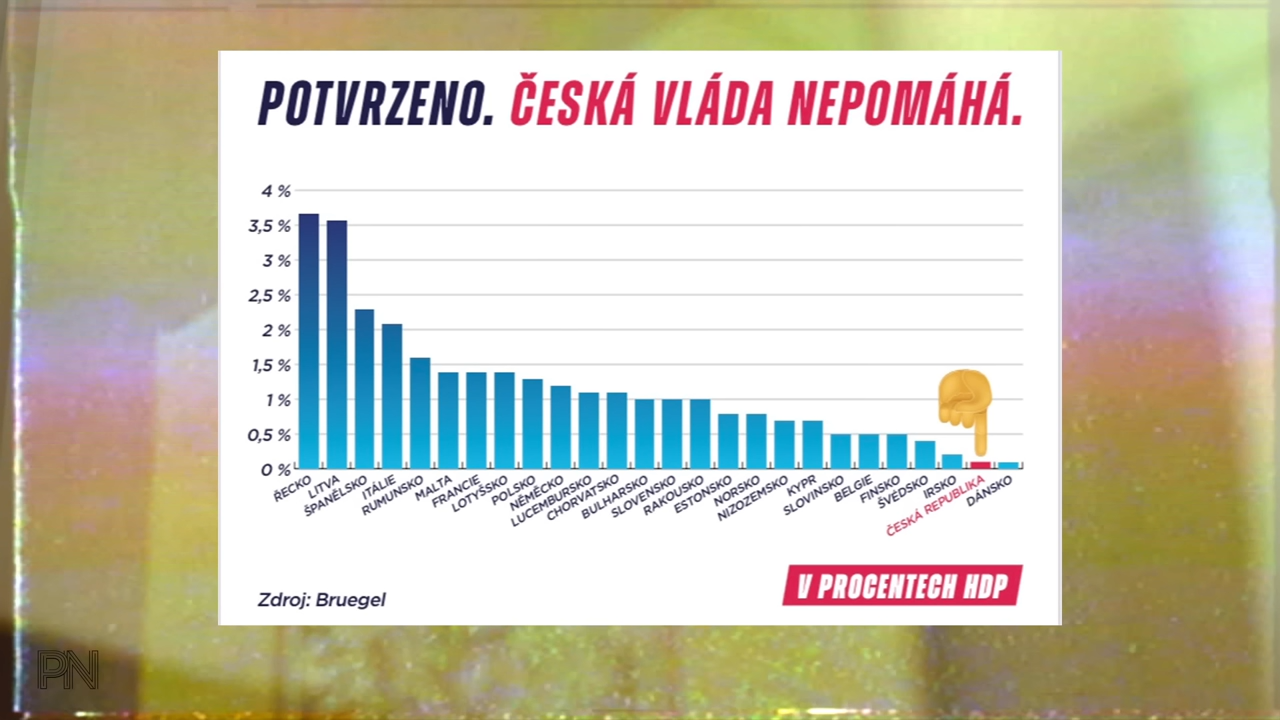 POTVRZENO. ČESKÁ VLÁDA NEPOMÁHÁ.
4 %
3,5 %
3 %
2,5 %
2 %
1,5 %
1 %
0,5 %
0 %
ŘECKO
LITVA
ŠPANĚLSKO
ITÁLIE
RUMUNSKO
MALTA
FRANCIE
LOTYŠSKO
POLSKO
NĚMECKO
LUCEMBURSKO
CHORVATSKO
BULHARSKO
SLOVENSKO
RAKOUSKO
ESTONSKO
NORSKO
NIZOZEMSKO
KYPR
SLOVINSKO
BELGIE
FINSKO
ŠVÉDSKO
IRSKO
ČESKÁ REPUBLIKA
DÁNSKO
V PROCENTECH HDP
Zdroj: Bruegel
PN